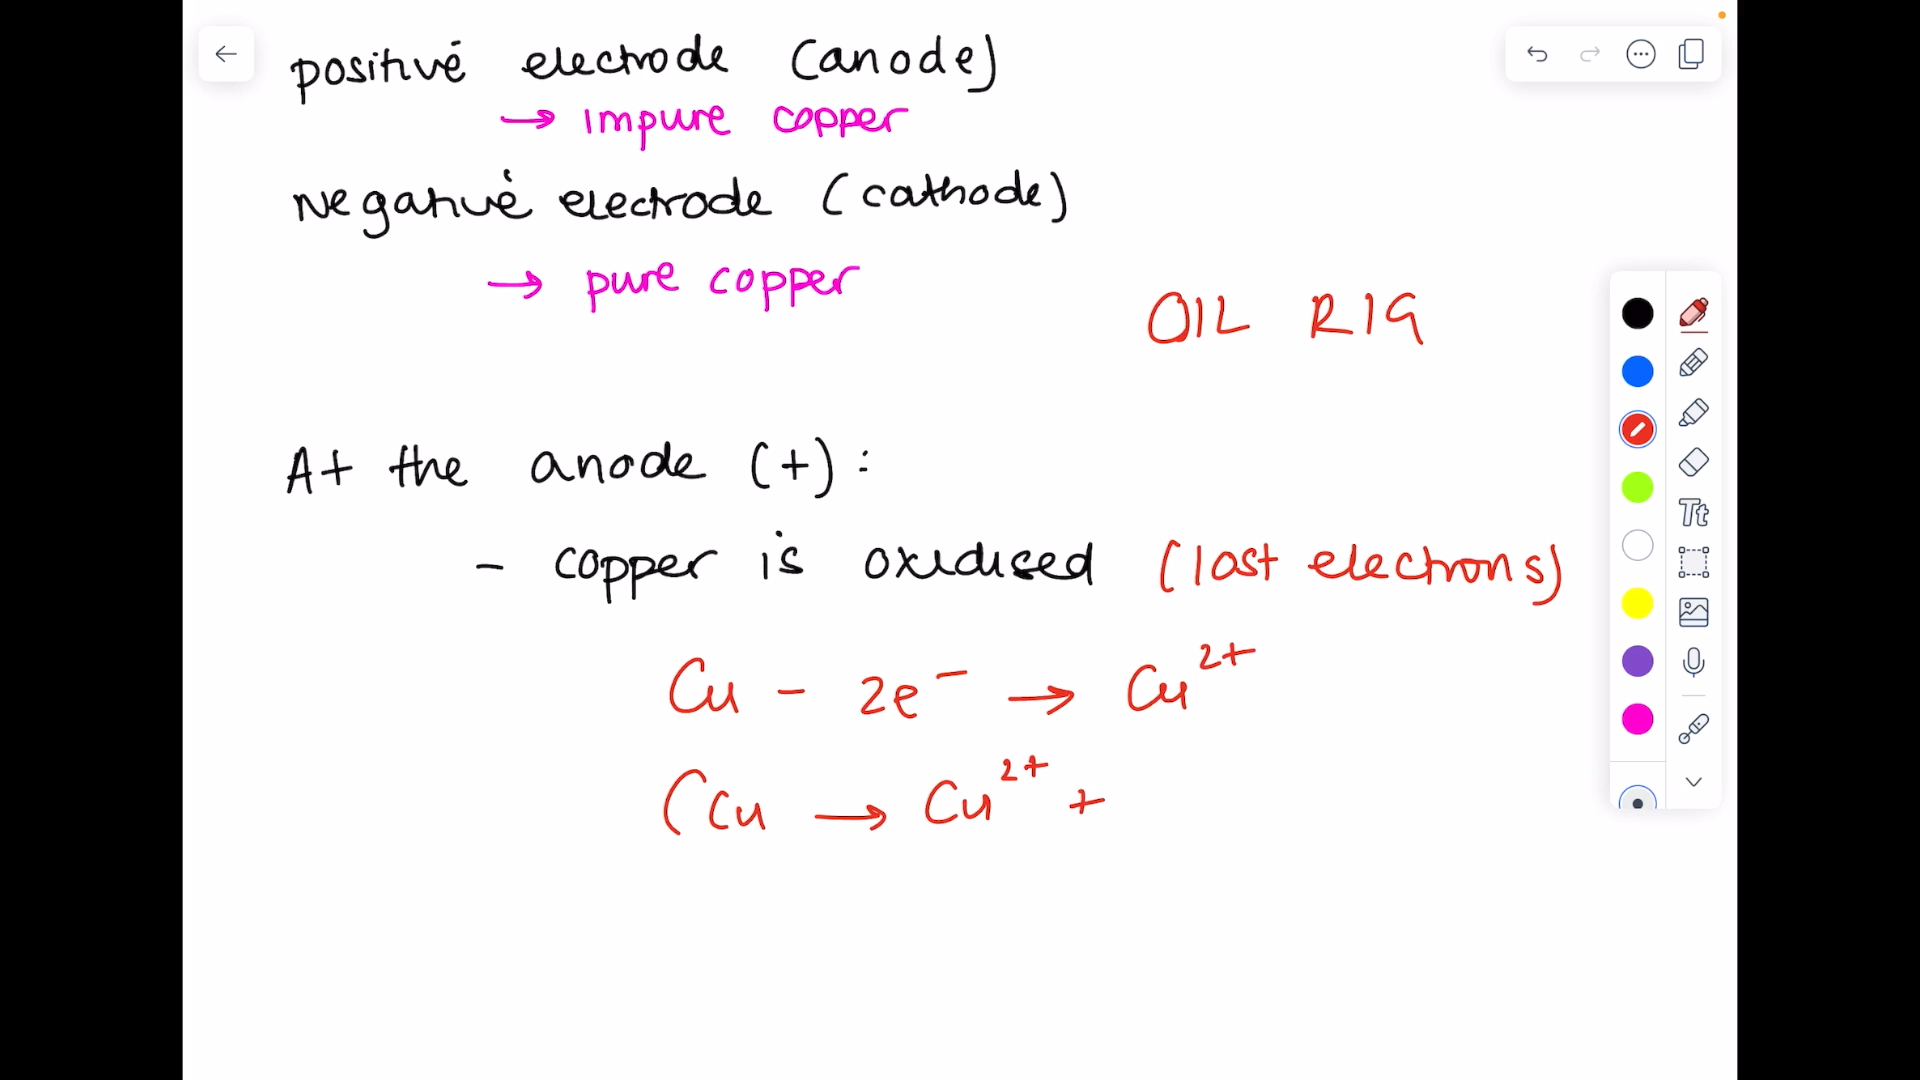 positive electrode (anode)
→ impure copper
negative electrode (cathode)
→ pure copper
OIL RIG
At the anode (+) :
- copper is oxidised (lost electrons)
Cu - 2e⁻ → Cu²⁺
(Cu → Cu²⁺ +
Tt